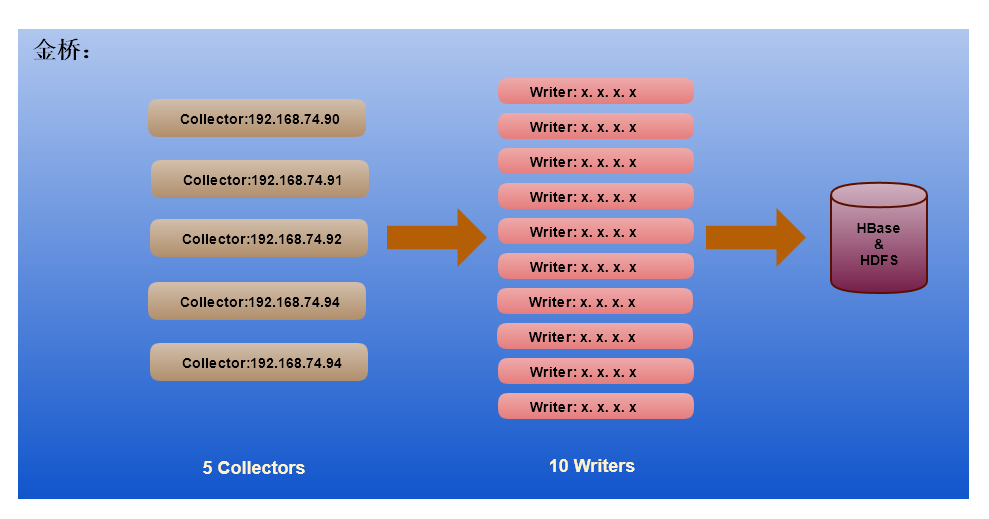 金桥：
Collector:192.168.74.90
Collector:192.168.74.91
Collector:192.168.74.92
Collector:192.168.74.94
Collector:192.168.74.94
5 Collectors
Writer: x. x. x. x
Writer: x. x. x. x
Writer: x. x. x. x
Writer: x. x. x. x
Writer: x. x. x. x
Writer: x. x. x. x
Writer: x. x. x. x
Writer: x. x. x. x
Writer: x. x. x. x
Writer: x. x. x. x
10 Writers
HBase
&
HDFS